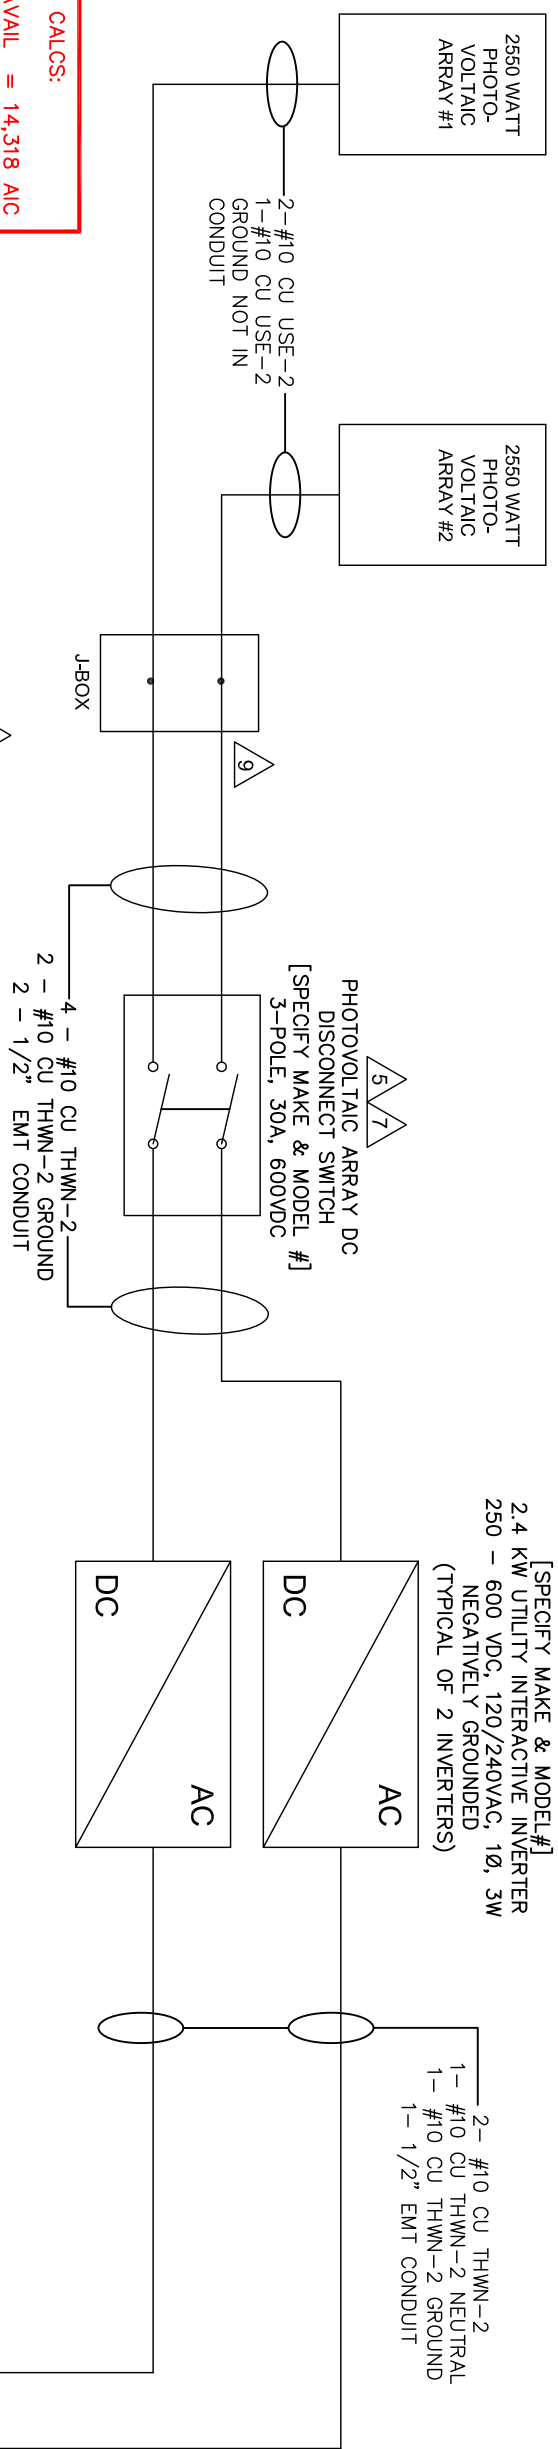 2550 WATT
PHOTO-
VOLTAIC
ARRAY #1
2-#10 CU USE-2
1-#10 CU USE-2
GROUND NOT IN
CONDUIT
CALCS:
AVAIL = 14,318 AIC
2550 WATT
PHOTO-
VOLTAIC
ARRAY #2
J-BOX
9
5
7
PHOTOVOLTAIC ARRAY DC
DISCONNECT SWITCH
[SPECIFY MAKE & MODEL #]
3-POLE, 30A, 600VDC
4 - #10 CU THWN-2
2 - #10 CU THWN-2 GROUND
2 - 1/2" EMT CONDUIT
[SPECIFY MAKE & MODEL#]
2.4 KW UTILITY INTERACTIVE INVERTER
250 - 600 VDC, 120/240VAC, 1Ø, 3W
NEGATIVELY GROUNDED
(TYPICAL OF 2 INVERTERS)
DC
AC
DC
AC
2- #10 CU THWN-2
1- #10 CU THWN-2 NEUTRAL
1- #10 CU THWN-2 GROUND
1- 1/2" EMT CONDUIT